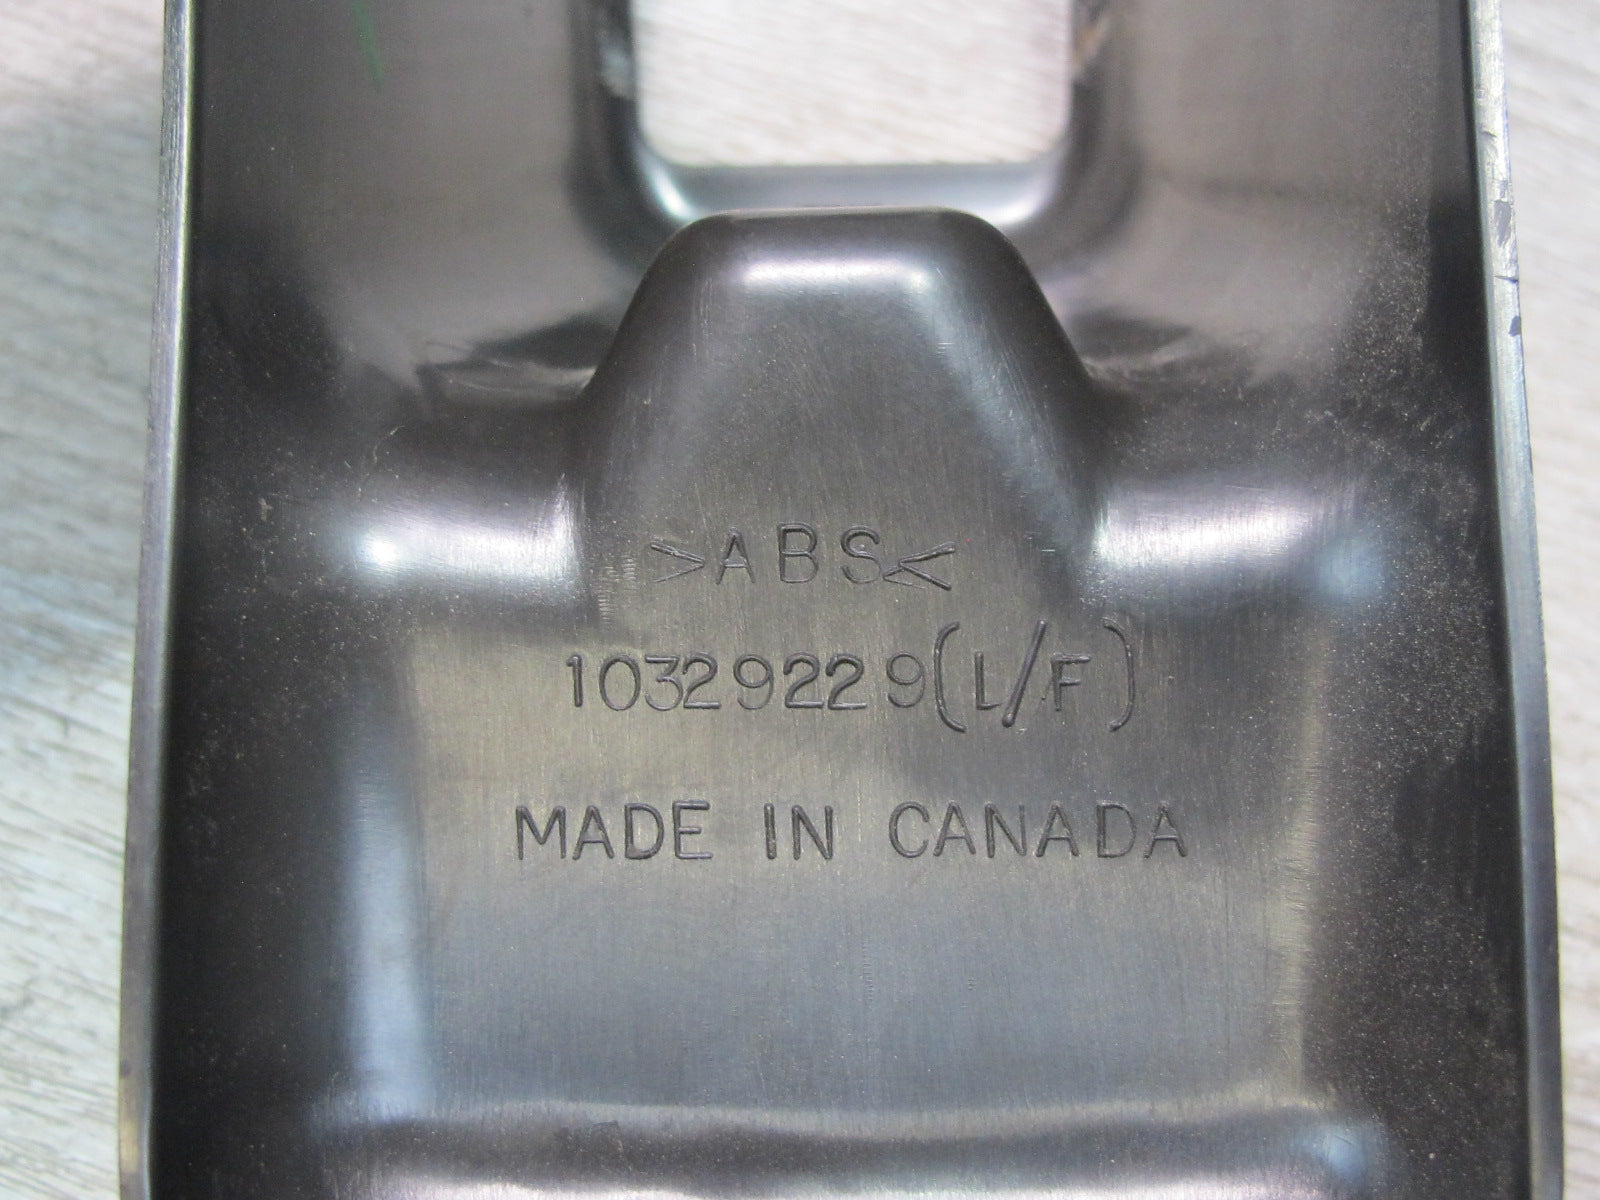 >ABS<
10329229(L/F)
MADE IN CANADA